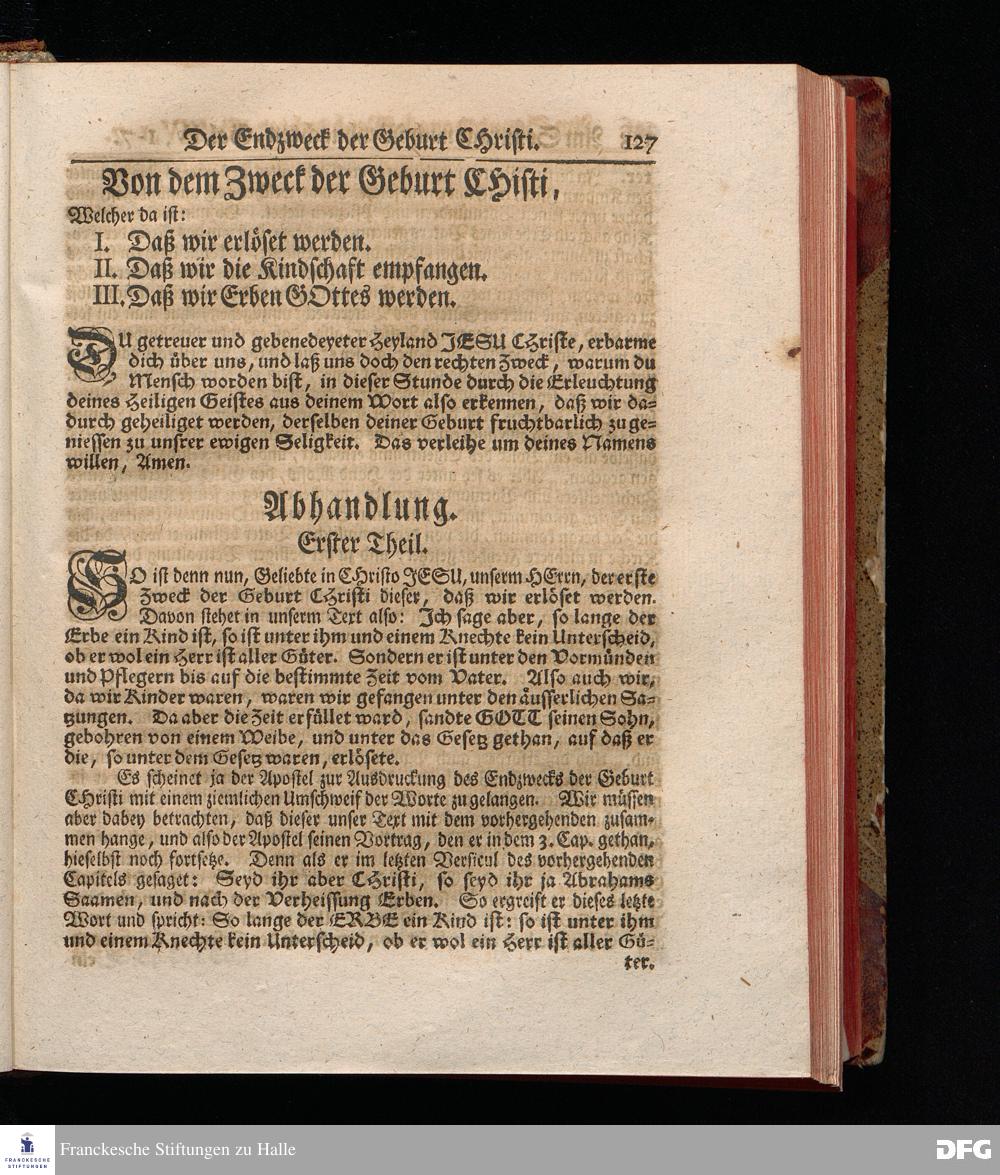 Der Endzweck der Geburt CHristi. 127
Von dem Zweck der Geburt CHisti,
Welcher da ist:
I. Daß wir erlöset werden.
II. Daß wir die Kindschaft empfangen.
III. Daß wir Erben GOttes werden.
DU getreuer und gebenedeyeter Heyland JESU CHriste, erbarme
dich über uns, und laß uns doch den rechten Zweck, warum du
Mensch worden bist, in dieser Stunde durch die Erleuchtung
deines Heiligen Geistes aus deinem Wort also erkennen, daß wir da-
durch geheiliget werden, derselben deiner Geburt fruchtbarlich zu ge-
niessen zu unsrer ewigen Seligkeit. Das verleihe um deines Namens
willen, Amen.
Abhandlung.
Erster Theil.
SO ist denn nun, Geliebte in CHristo JESU, unserm HErrn, der erste
Zweck der Geburt CHristi dieser, daß wir erlöset werden.
Davon stehet in unserm Text also: Ich sage aber, so lange der
Erbe ein Kind ist, so ist unter ihm und einem Knechte kein Unterscheid,
ob er wol ein Herr ist aller Güter. Sondern er ist unter den Vormünden
und Pflegern bis auf die bestimmte Zeit vom Vater. Also auch wir,
da wir Kinder waren, waren wir gefangen unter den äusserlichen Sa-
tzungen. Da aber die Zeit erfüllet ward, sandte GOTT seinen Sohn,
gebohren von einem Weibe, und unter das Gesetz gethan, auf daß er
die, so unter dem Gesetz waren, erlösete.
Es scheinet ja der Apostel zur Ausdruckung des Endzwecks der Geburt
CHristi mit einem ziemlichen Umschweif der Worte zu gelangen. Wir müssen
aber dabey betrachten, daß dieser unser Text mit dem vorhergehenden zusam-
men hange, und also der Apostel seinen Vortrag, den er in dem 3. Cap. gethan,
hieselbst noch fortsetze. Denn als er im letzten Versicul des vorhergehenden
Capitels gesaget: Seyd ihr aber CHristi, so seyd ihr ja Abrahams
Saamen, und nach der Verheissung Erben. So ergreift er dieses letzte
Wort und spricht: So lange der ERBE ein Kind ist: so ist unter ihm
und einem Knechte kein Unterscheid, ob er wol ein Herr ist aller Gü-
ter.
FRANCKESCHE
STIFTUNGEN
Franckesche Stiftungen zu Halle
DFG